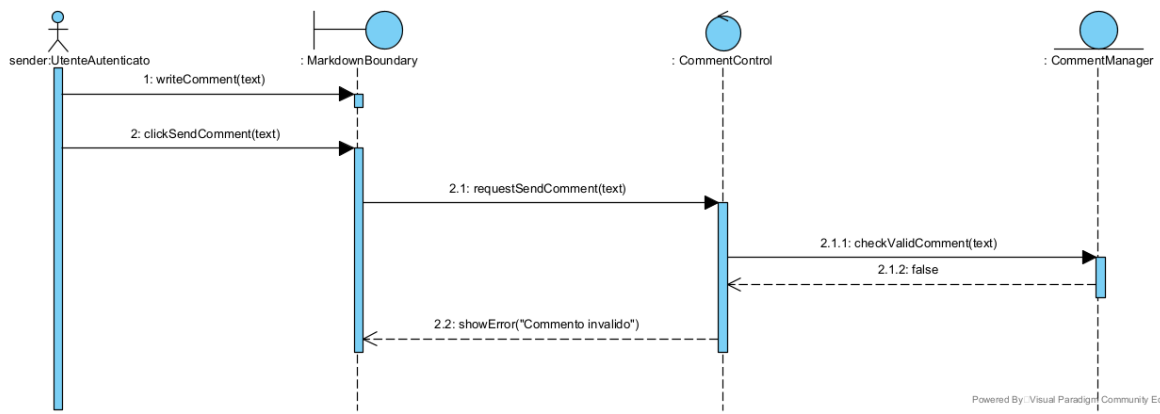 sender:UtenteAutenticato
: MarkdownBoundary
: CommentControl
: CommentManager
1: writeComment(text)
2: clickSendComment(text)
2.1: requestSendComment(text)
2.1.1: checkValidComment(text)
2.1.2: false
2.2: showError("Commento invalido")
Powered By Visual Paradigm Community Ed